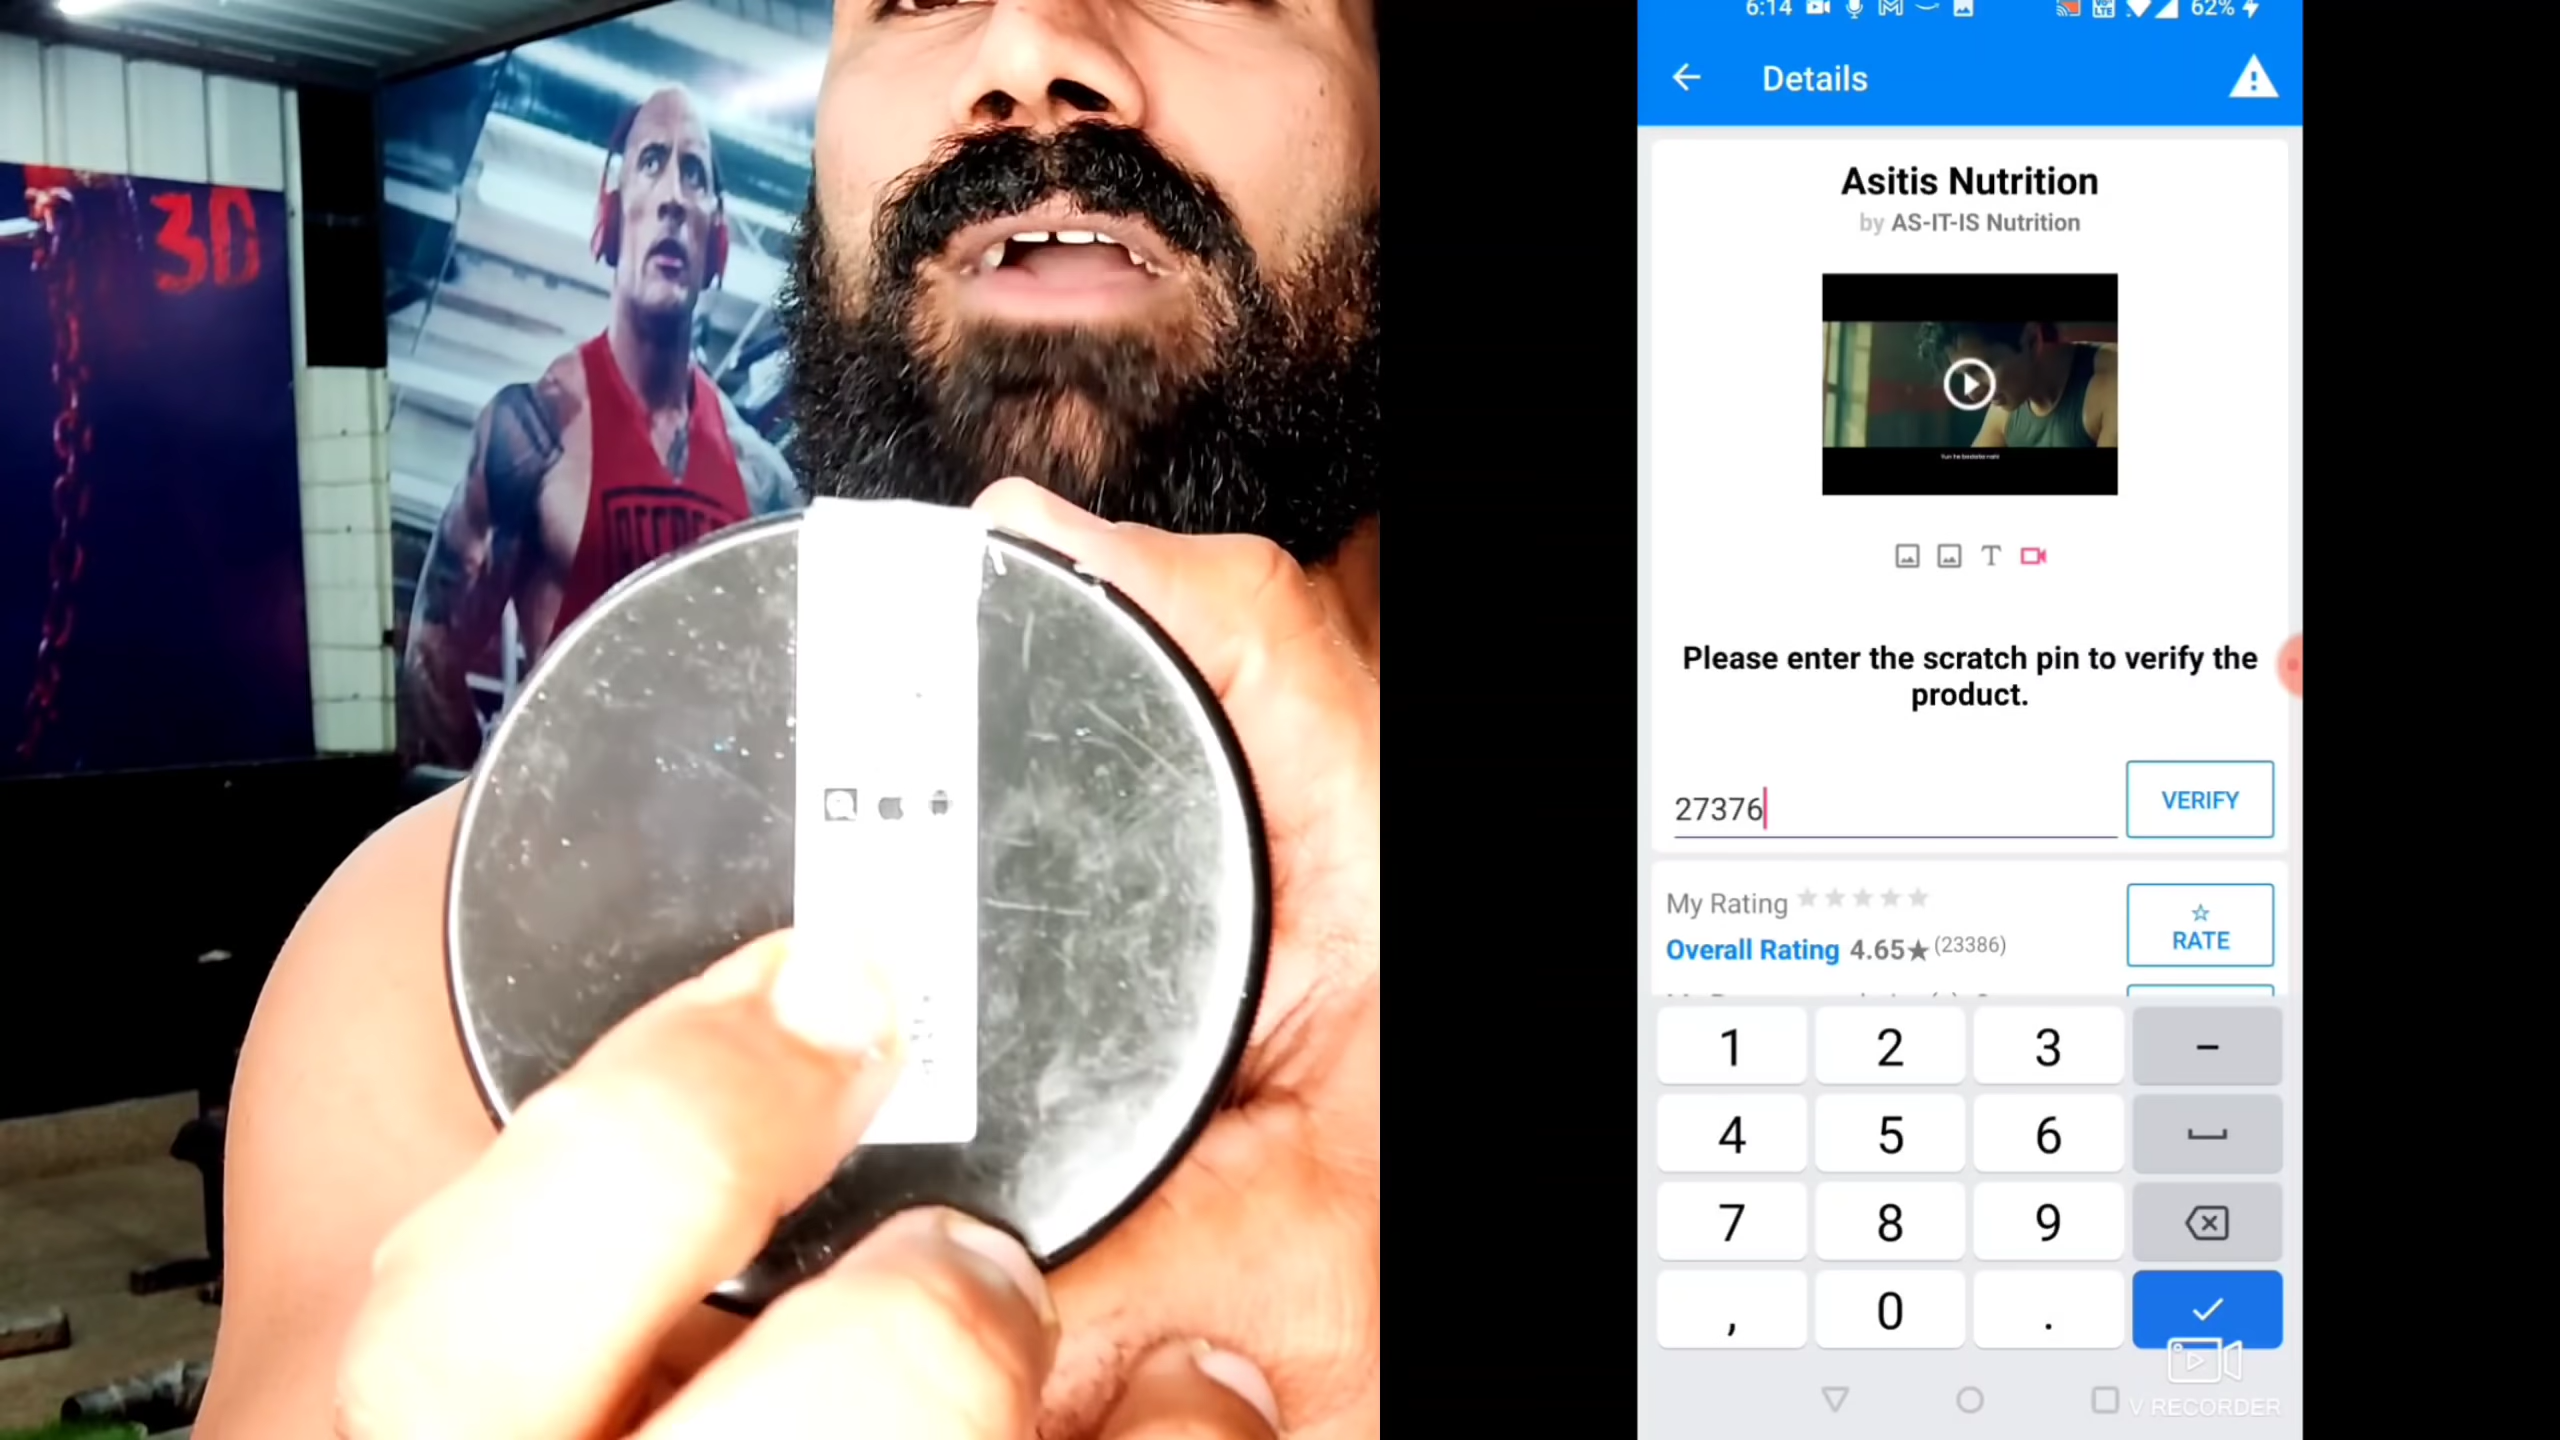 30
6:14
62%
Details
Asitis Nutrition
by AS-IT-IS Nutrition
Please enter the scratch pin to verify the
product.
27376
VERIFY
My Rating
RATE
Overall Rating 4.65★ (23386)
1 2 3 –
4 5 6
7 8 9
, 0 .
V RECORDER